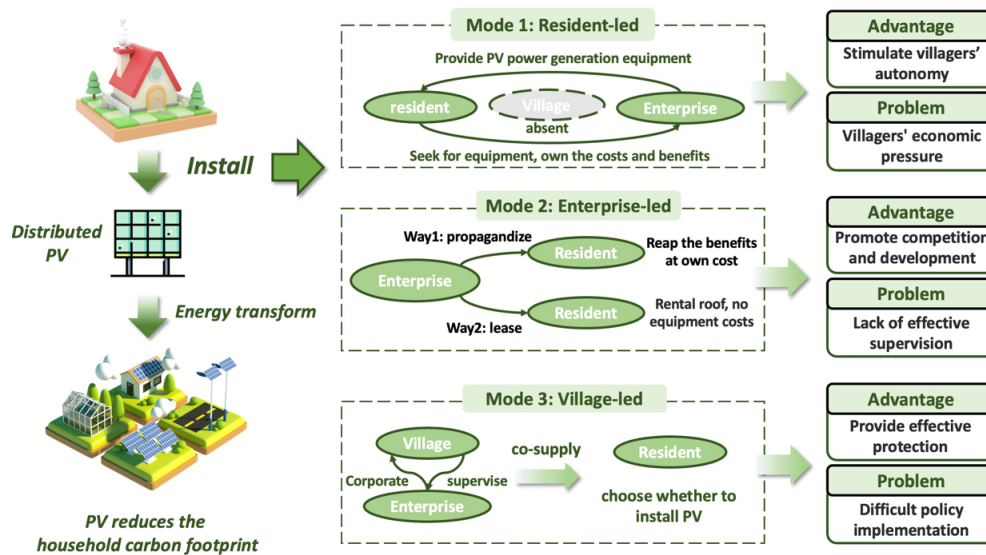 Install
Distributed
PV
Energy transform
PV reduces the
household carbon footprint
Mode 1: Resident-led
Provide PV power generation equipment
resident
Village
Enterprise
absent
Seek for equipment, own the costs and benefits
Advantage
Stimulate villagers’
autonomy
Problem
Villagers' economic
pressure
Mode 2: Enterprise-led
Way1: propagandize
Resident
Reap the benefits
at own cost
Enterprise
Way2: lease
Resident
Rental roof, no
equipment costs
Advantage
Promote competition
and development
Problem
Lack of effective
supervision
Mode 3: Village-led
Village
Corporate
supervise
Enterprise
co-supply
Resident
choose whether to
install PV
Advantage
Provide effective
protection
Problem
Difficult policy
implementation